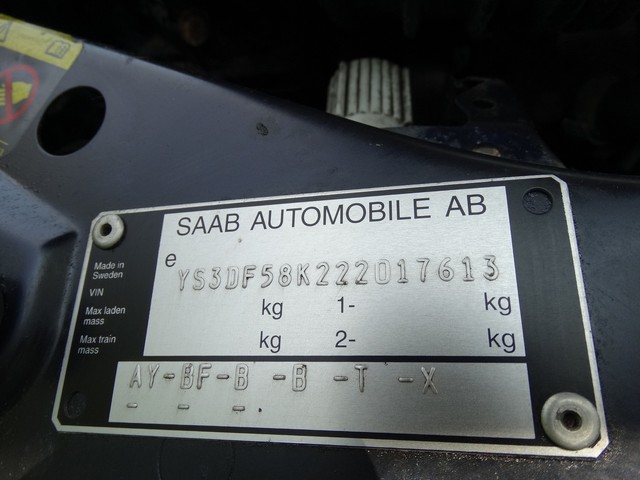 SAAB AUTOMOBILE AB
e
Made in
Sweden
VIN
YS3DF58K222017613
Max laden
mass
kg 1- kg
Max train
mass
kg 2- kg
AY-BF-B -B -T -X
- - -